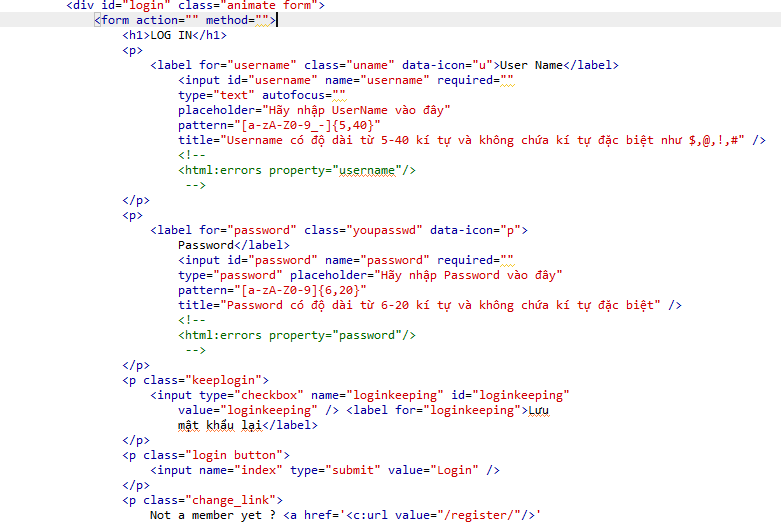 <div id="login" class="animate form">
<form action="" method="">
<h1>LOG IN</h1>
<p>
<label for="username" class="uname" data-icon="u">User Name</label>
<input id="username" name="username" required=""
type="text" autofocus=""
placeholder="Hãy nhập UserName vào đây"
pattern="[a-zA-Z0-9_-]{5,40}"
title="Username có độ dài từ 5-40 kí tự và không chứa kí tự đặc biệt như $,@,!,#" />
<!--
<html:errors property="username"/>
-->
</p>
<p>
<label for="password" class="youpasswd" data-icon="p">
Password</label>
<input id="password" name="password" required=""
type="password" placeholder="Hãy nhập Password vào đây"
pattern="[a-zA-Z0-9]{6,20}"
title="Password có độ dài từ 6-20 kí tự và không chứa kí tự đặc biệt" />
<!--
<html:errors property="password"/>
-->
</p>
<p class="keeplogin">
<input type="checkbox" name="loginkeeping" id="loginkeeping"
value="loginkeeping" /> <label for="loginkeeping">Lưu
mật khẩu lại</label>
</p>
<p class="login button">
<input name="index" type="submit" value="Login" />
</p>
<p class="change_link">
Not a member yet ? <a href='<c:url value="/register/"/>'